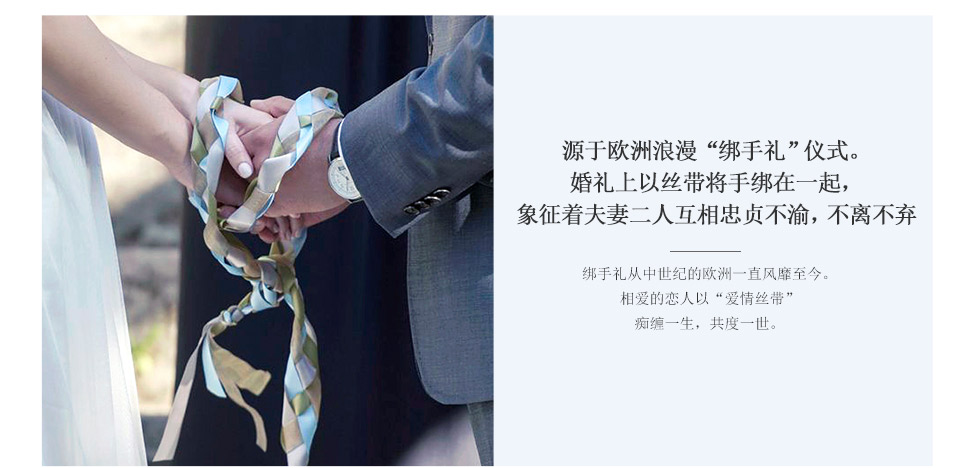 源于欧洲浪漫“绑手礼”仪式。
婚礼上以丝带将手绑在一起，
象征着夫妻二人互相忠贞不渝，不离不弃
绑手礼从中世纪的欧洲一直风靡至今。
相爱的恋人以“爱情丝带”
痴缠一生，共度一世。